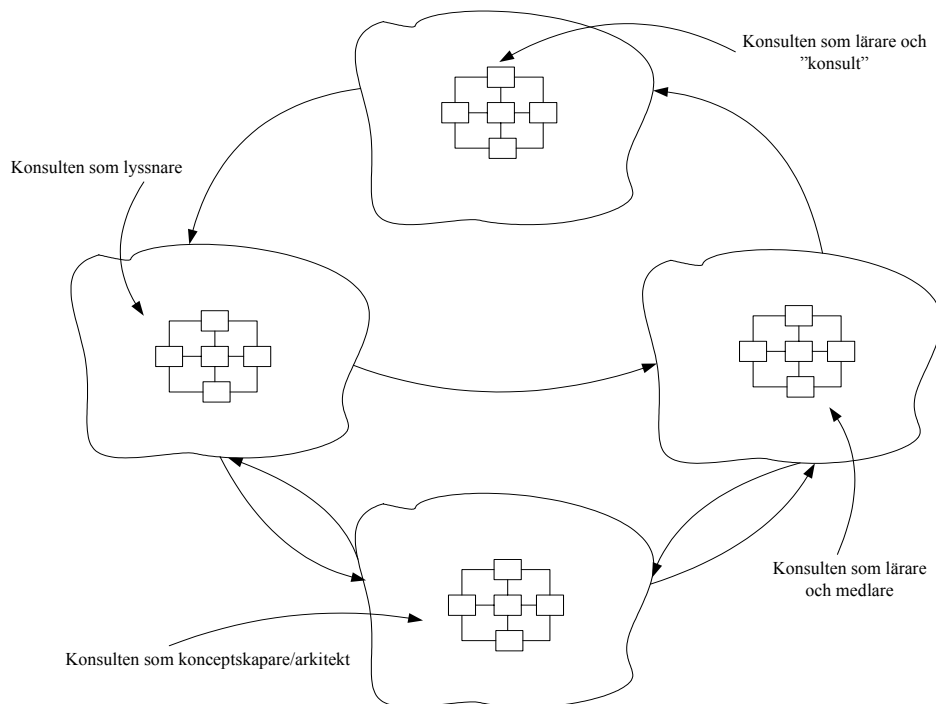 Konsulten som lärare och
”konsult”
Konsulten som lyssnare
Konsulten som lärare
och medlare
Konsulten som konceptskapare/arkitekt